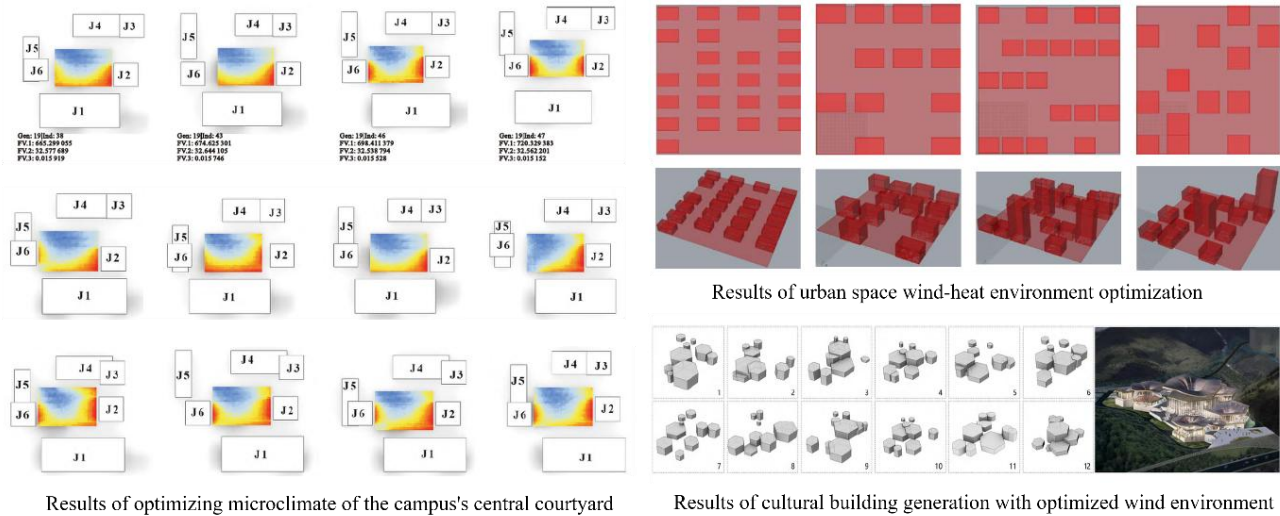 J4 J3
J5
J6
J2
J1
Gen: 19|Ind: 38
FV.1: 665.299 055
FV.2: 32.577 689
FV.3: 0.015 919
J4 J3
J5
J6
J2
J1
Gen: 19|Ind: 43
FV.1: 674.625 301
FV.2: 32.644 105
FV.3: 0.015 746
J4 J3
J5
J6
J2
J1
Gen: 19|Ind: 46
FV.1: 698.411 379
FV.2: 32.538 794
FV.3: 0.015 528
J4 J3
J5
J6
J2
J1
Gen: 19|Ind: 47
FV.1: 720.329 383
FV.2: 32.562 201
FV.3: 0.015 152
J4 J3
J5
J6
J2
J1
J4 J3
J5
J6
J2
J1
J4 J3
J5
J6
J2
J1
J4 J3
J5
J6
J2
J1
J4
J3
J5
J6
J2
J1
J4
J3
J5
J6
J2
J1
J4
J3
J5
J6
J2
J1
J4
J3
J5
J6
J2
J1
Results of optimizing microclimate of the campus's central courtyard
Results of urban space wind-heat environment optimization
1 2 3 4 5 6
7 8 9 10 11 12
Results of cultural building generation with optimized wind environment